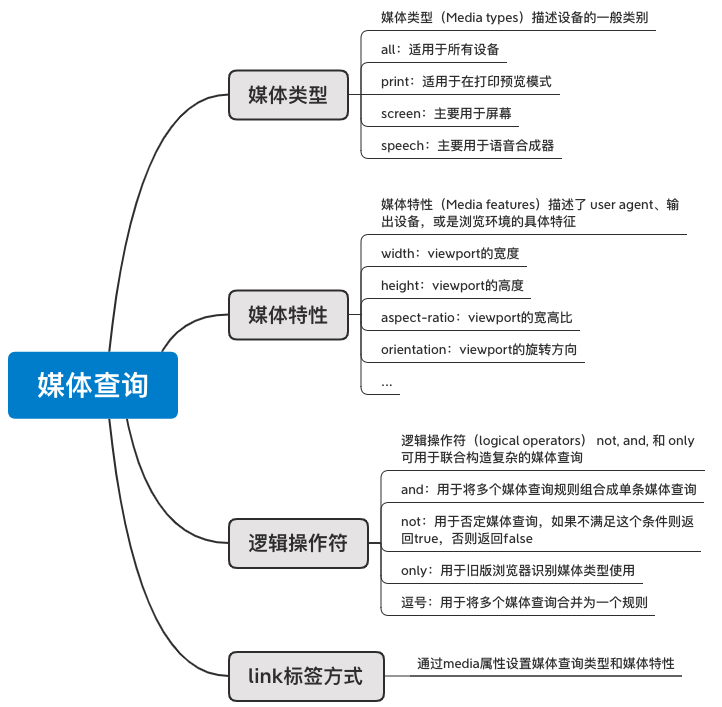 媒体查询
媒体类型
媒体类型（Media types）描述设备的一般类别
all：适用于所有设备
print：适用于在打印预览模式
screen：主要用于屏幕
speech：主要用于语音合成器
媒体特性
媒体特性（Media features）描述了 user agent、输
出设备，或是浏览环境的具体特征
width：viewport的宽度
height：viewport的高度
aspect-ratio：viewport的宽高比
orientation：viewport的旋转方向
...
逻辑操作符
逻辑操作符（logical operators） not, and, 和 only
可用于联合构造复杂的媒体查询
and：用于将多个媒体查询规则组合成单条媒体查询
not：用于否定媒体查询，如果不满足这个条件则返
回true，否则返回false
only：用于旧版浏览器识别媒体类型使用
逗号：用于将多个媒体查询合并为一个规则
link标签方式
通过media属性设置媒体查询类型和媒体特性